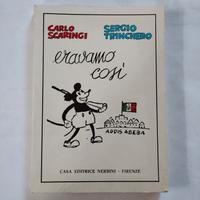 CARLO SCARINGI
SERGIO TRINCHERO
eravamo così
ADDIS ABEBA
CASA EDITRICE NERBINI - FIRENZE